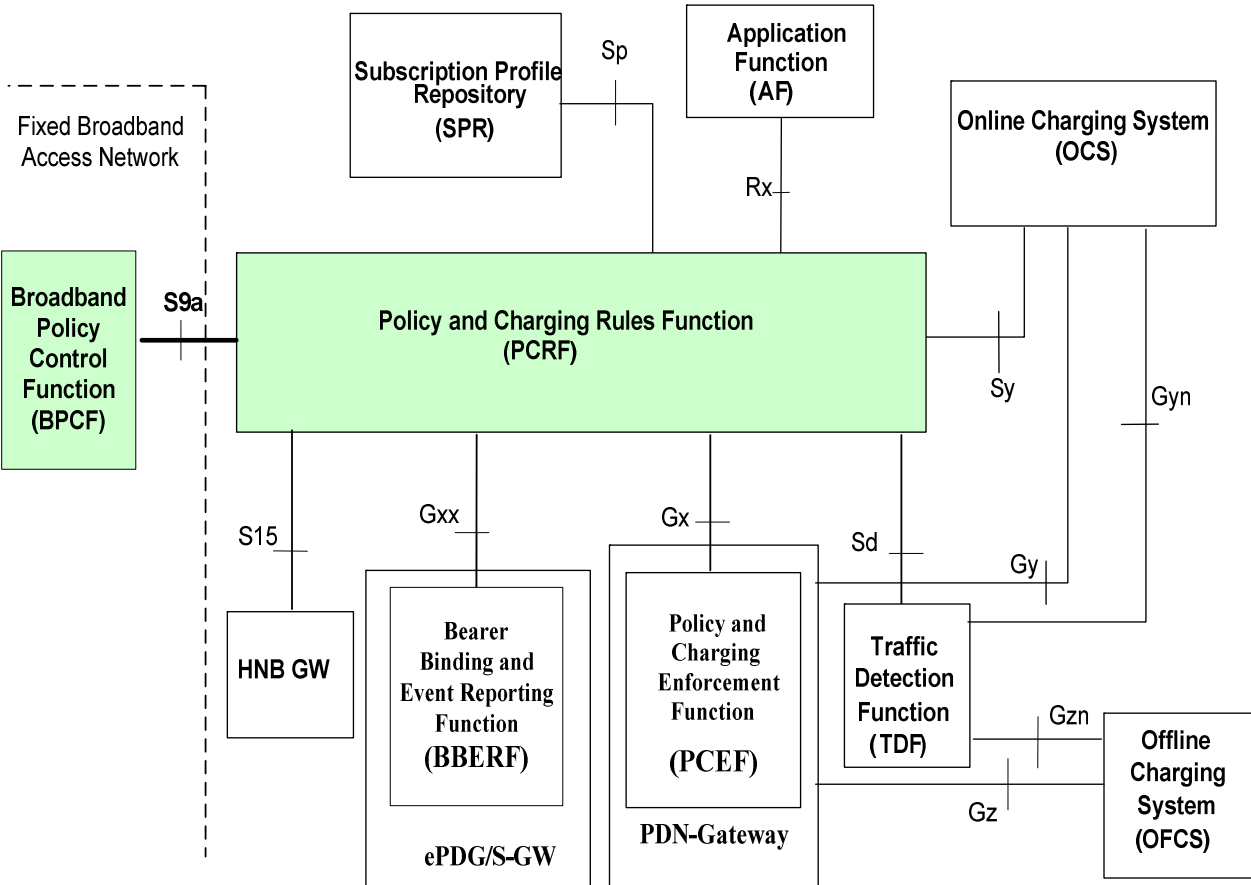 Subscription Profile
Repository
(SPR)
Sp
Application
Function
(AF)
Online Charging System
(OCS)
Fixed Broadband
Access Network
Rx
Broadband
Policy
Control
Function
(BPCF)
S9a
Policy and Charging Rules Function
(PCRF)
Sy
Gyn
S15
Gxx
Gx
Sd
Gy
HNB GW
Bearer
Binding and
Event Reporting
Function
(BBERF)
ePDG/S-GW
Policy and
Charging
Enforcement
Function
(PCEF)
PDN-Gateway
Traffic
Detection
Function
(TDF)
Gzn
Gz
Offline
Charging
System
(OFCS)